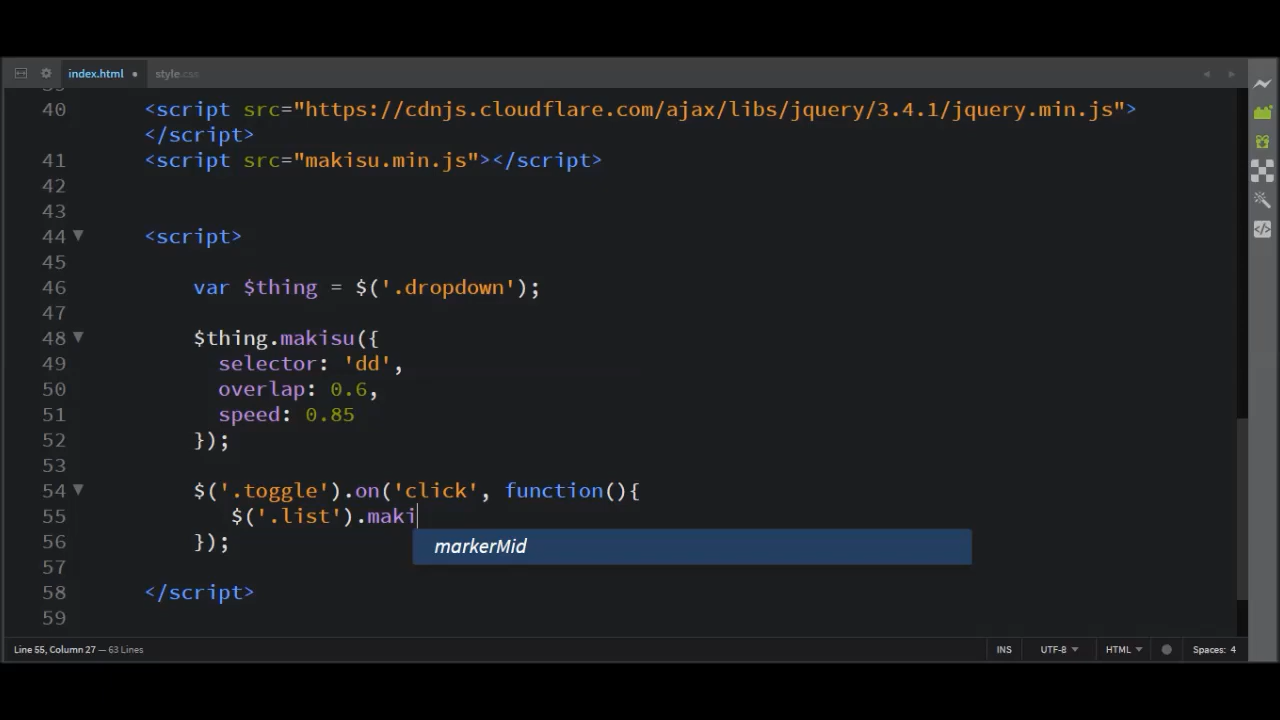 index.html • style.css
39
40 <script src="https://cdnjs.cloudflare.com/ajax/libs/jquery/3.4.1/jquery.min.js">
</script>
41 <script src="makisu.min.js"></script>
42
43
44 <script>
45
46 var $thing = $('.dropdown');
47
48 $thing.makisu({
49 selector: 'dd',
50 overlap: 0.6,
51 speed: 0.85
52 });
53
54 $('.toggle').on('click', function(){
55 $('.list').maki
markerMid
56 });
57
58 </script>
59
Line 55, Column 27 — 63 Lines INS UTF-8 HTML Spaces: 4